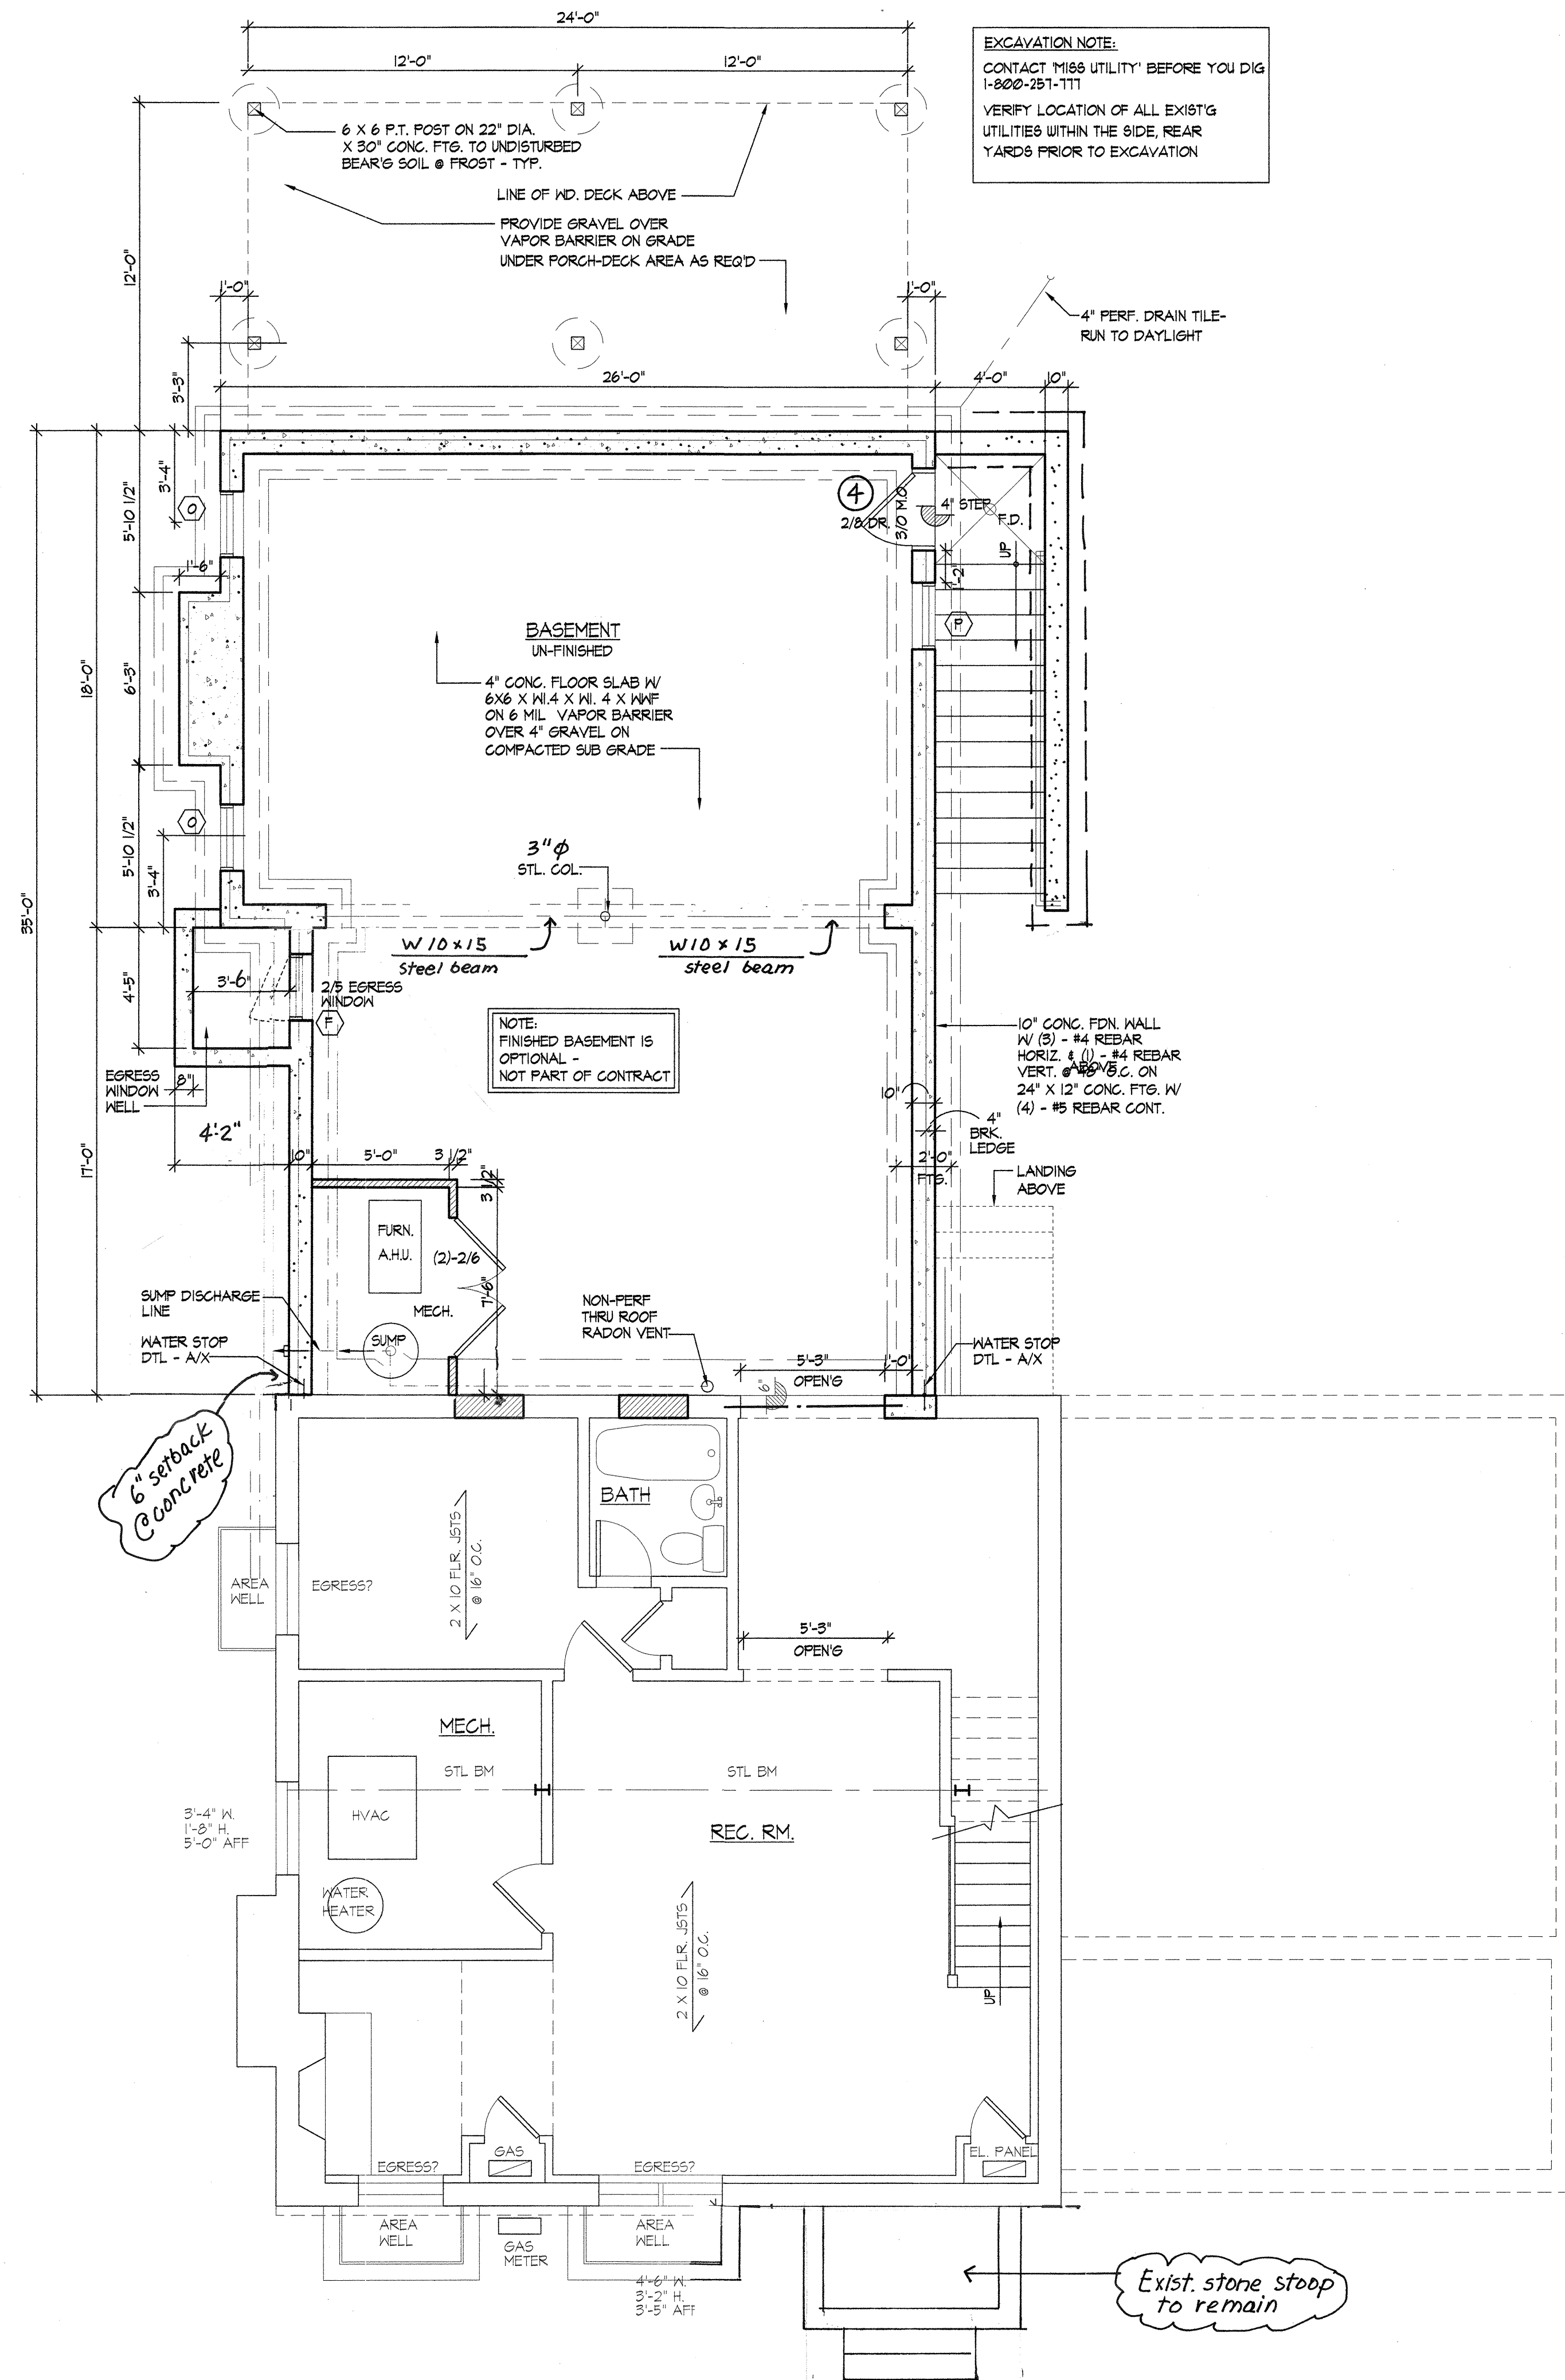 24'-0"
12'-0"
12'-0"
EXCAVATION NOTE:
CONTACT 'MISS UTILITY' BEFORE YOU DIG
1-800-257-777
VERIFY LOCATION OF ALL EXIST'G
UTILITIES WITHIN THE SIDE, REAR
YARDS PRIOR TO EXCAVATION
6 X 6 P.T. POST ON 22" DIA.
X 30" CONC. FTG. TO UNDISTURBED
BEAR'G SOIL @ FROST - TYP.
LINE OF WD. DECK ABOVE
PROVIDE GRAVEL OVER
VAPOR BARRIER ON GRADE
UNDER PORCH-DECK AREA AS REQ'D
12'-0"
1'-0"
1'-0"
4" PERF. DRAIN TILE-
RUN TO DAYLIGHT
3'-3"
26'-0"
4'-0"
10"
3'-4"
5'-10 1/2"
O
4
2/8 DR.
3/0 M.O.
4" STEP
F.D.
UP
1'-2"
1'-6"
P
BASEMENT
UN-FINISHED
4" CONC. FLOOR SLAB W/
6X6 X W1.4 X W1. 4 X WWF
ON 6 MIL VAPOR BARRIER
OVER 4" GRAVEL ON
COMPACTED SUB GRADE
18'-0"
6'-3"
O
5'-10 1/2"
3'-4"
3"ϕ
STL. COL.
35'-0"
W10x15
steel beam
W10 x 15
steel beam
4'-5"
3'-6"
2/5 EGRESS
WINDOW
F
NOTE:
FINISHED BASEMENT IS
OPTIONAL -
NOT PART OF CONTRACT
10" CONC. FDN. WALL
W/ (3) - #4 REBAR
HORIZ. & (1) - #4 REBAR
VERT. @ 48" O.C. ON
ABOVE
24" X 12" CONC. FTG. W/
(4) - #5 REBAR CONT.
EGRESS
WINDOW
WELL
8"
4'-2"
10"
4"
BRK.
LEDGE
17'-0"
10"
5'-0"
3 1/2"
3 1/2"
2'-0"
FTG.
LANDING
ABOVE
FURN.
A.H.U.
(2)-2/6
7'-6"
MECH.
SUMP
SUMP DISCHARGE
LINE
WATER STOP
DTL - A/X
NON-PERF
THRU ROOF
RADON VENT
5'-3"
OPEN'G
1'-0"
6"
WATER STOP
DTL - A/X
6" setback
@concrete
BATH
2 X 10 FLR. JSTS
@ 16" O.C.
AREA
WELL
EGRESS?
5'-3"
OPEN'G
MECH.
STL BM
STL BM
HVAC
3'-4" W.
1'-8" H.
5'-0" AFF
REC. RM.
WATER
HEATER
2 X 10 FLR. JSTS
@ 16" O.C.
UP
GAS
EL. PANEL
EGRESS?
EGRESS?
AREA
WELL
GAS
METER
AREA
WELL
4'-6" W.
3'-2" H.
3'-5" AFF
Exist. stone stoop
to remain